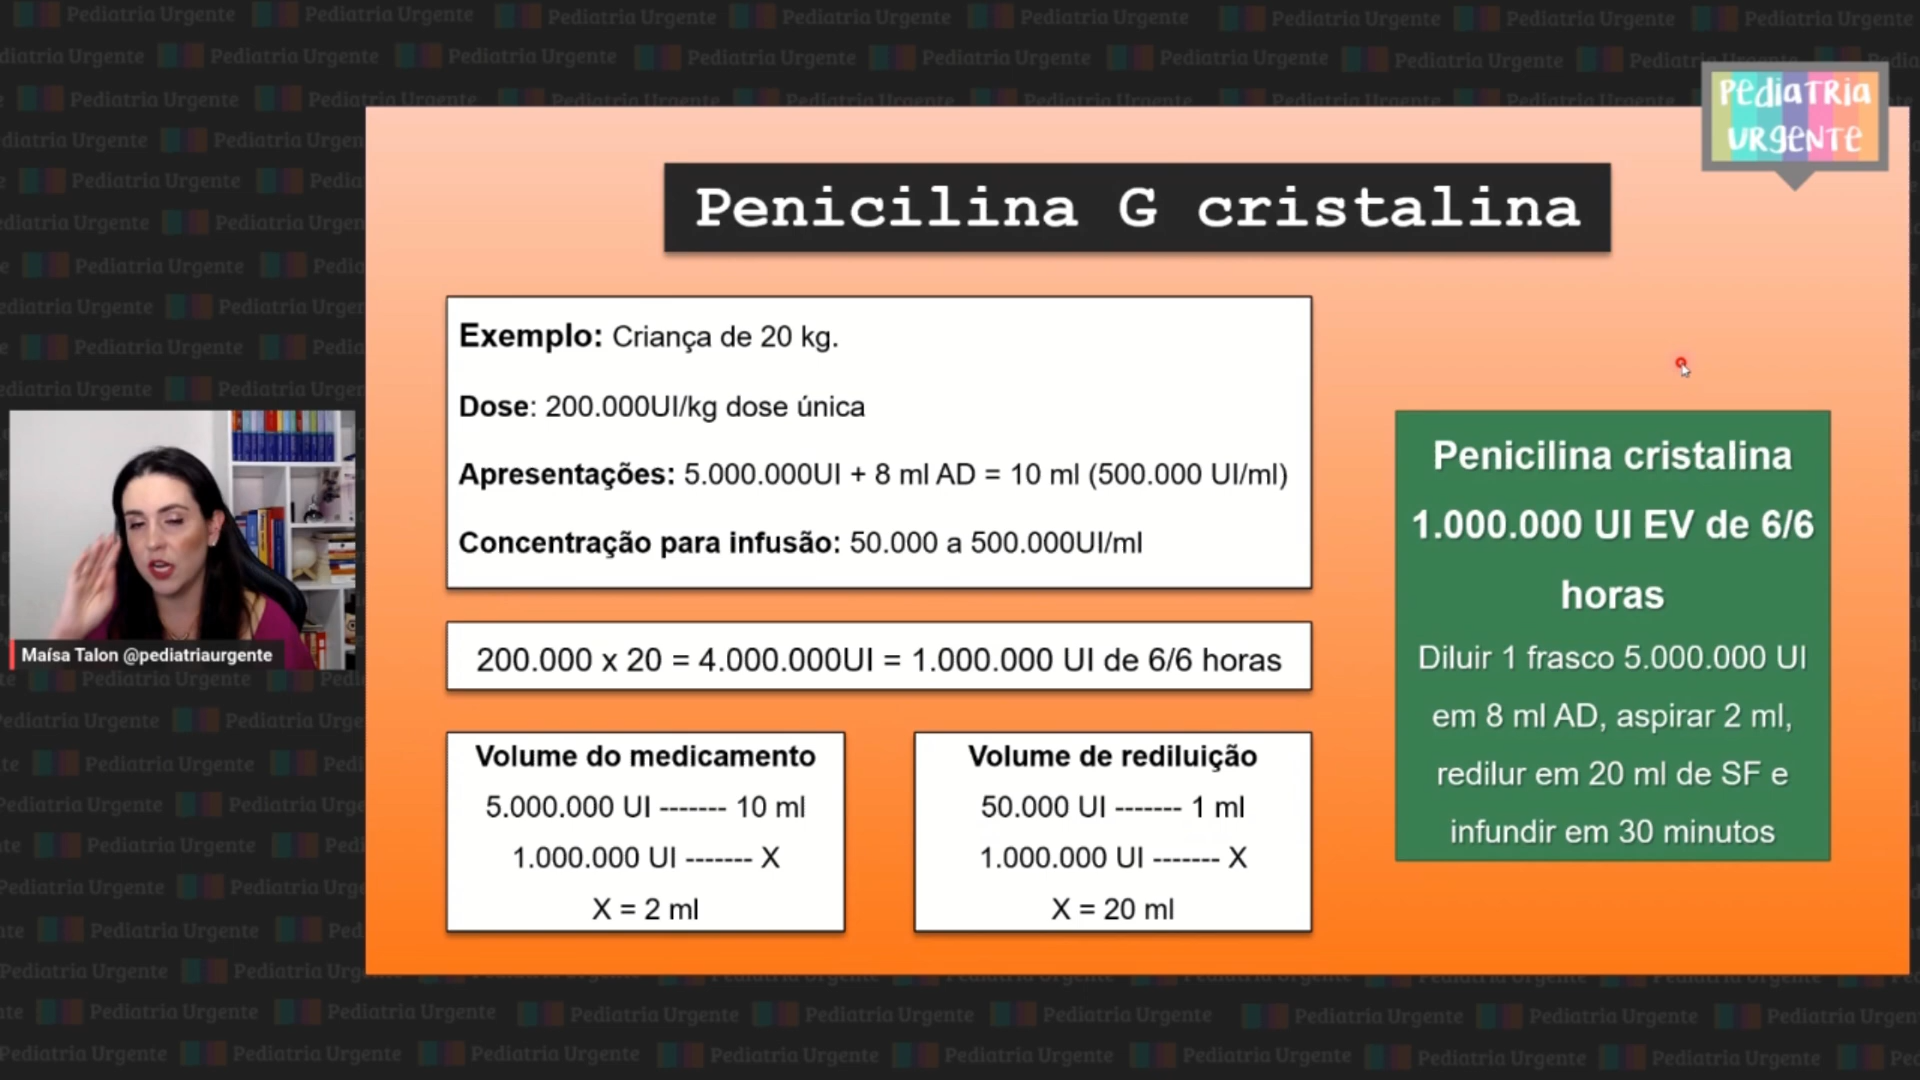 PEDIATRIA
URGENTE
Penicilina G cristalina
Exemplo: Criança de 20 kg.
Dose: 200.000UI/kg dose única
Apresentações: 5.000.000UI + 8 ml AD = 10 ml (500.000 UI/ml)
Concentração para infusão: 50.000 a 500.000UI/ml
200.000 x 20 = 4.000.000UI = 1.000.000 UI de 6/6 horas
Volume do medicamento
5.000.000 UI ------- 10 ml
1.000.000 UI ------- X
X = 2 ml
Volume de rediluição
50.000 UI ------- 1 ml
1.000.000 UI ------- X
X = 20 ml
Penicilina cristalina
1.000.000 UI EV de 6/6
horas
Diluir 1 frasco 5.000.000 UI
em 8 ml AD, aspirar 2 ml,
redilur em 20 ml de SF e
infundir em 30 minutos
Maísa Talon @pediatriaurgente
Pediatria Urgente